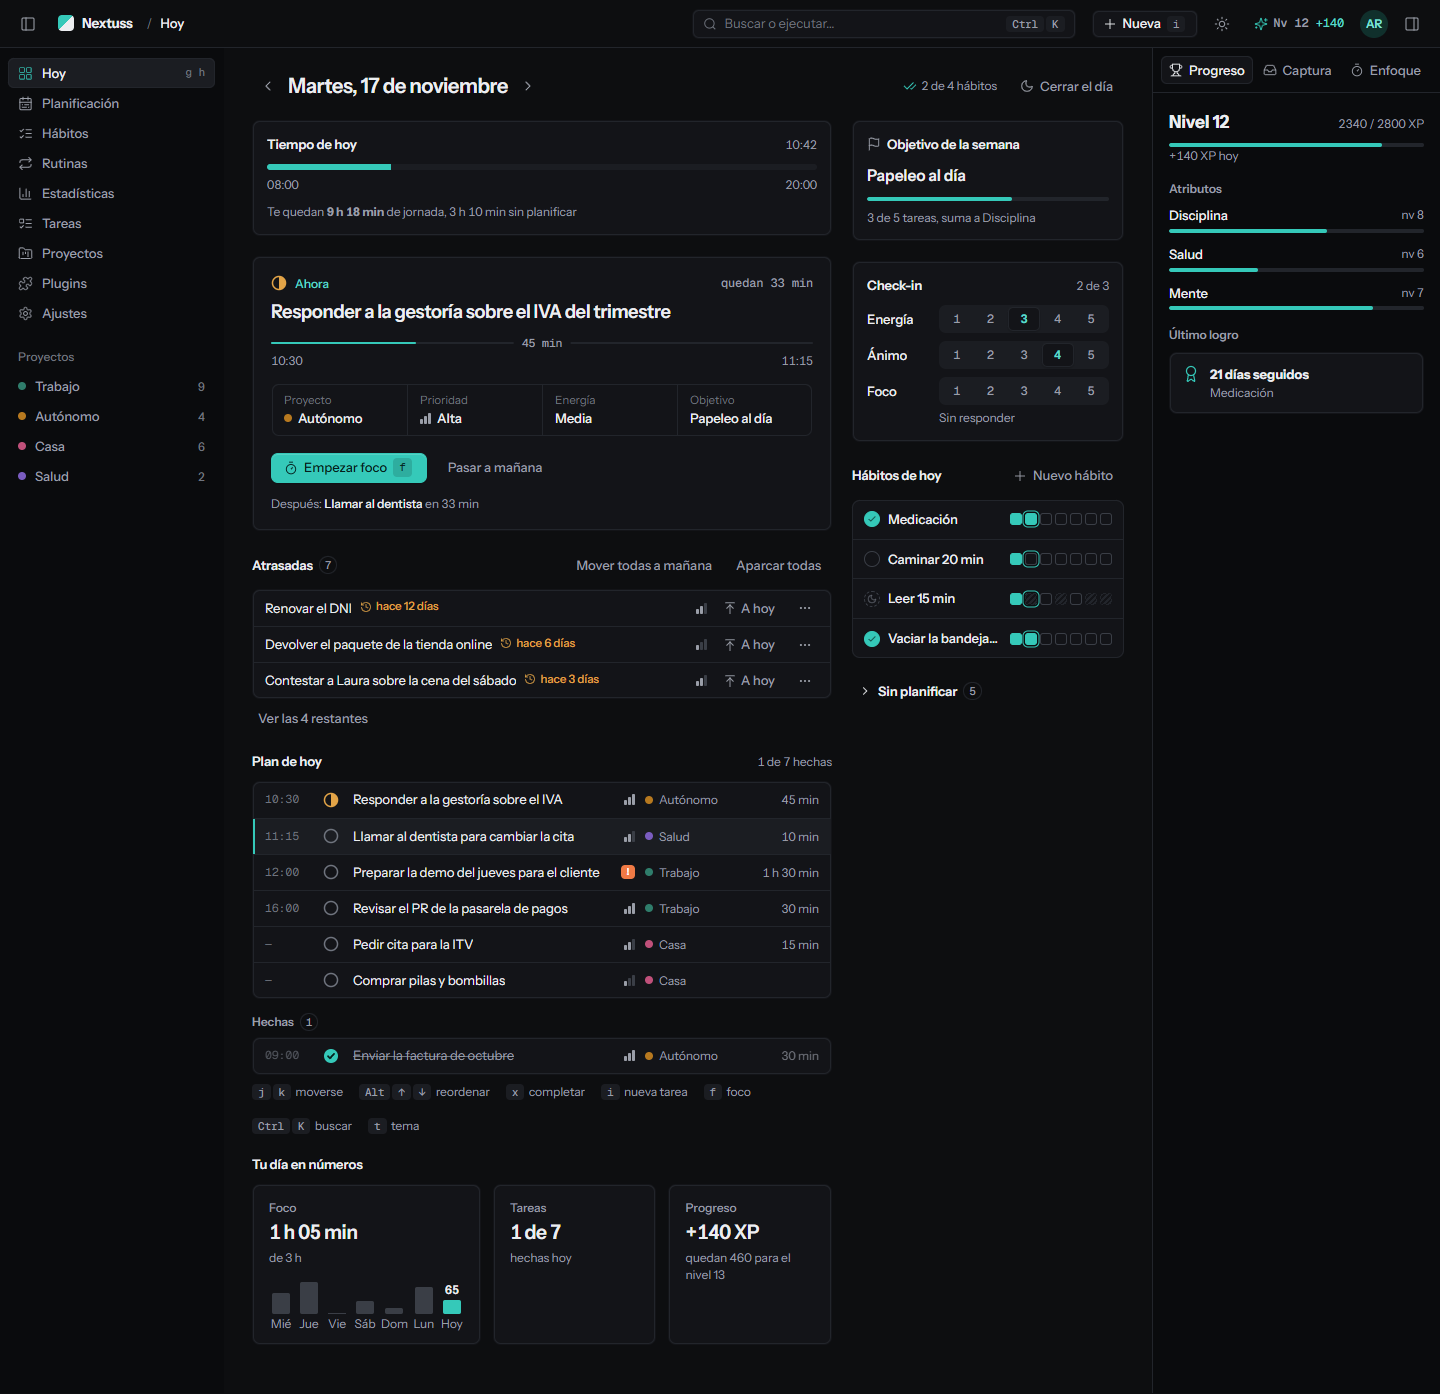 Nextuss / Hoy
Buscar o ejecutar... Ctrl K
Nueva i
Nv 12 +140
AR
Hoy g h
Planificación
Hábitos
Rutinas
Estadísticas
Tareas
Proyectos
Plugins
Ajustes
Proyectos
Trabajo 9
Autónomo 4
Casa 6
Salud 2
Martes, 17 de noviembre
2 de 4 hábitos
Cerrar el día
Tiempo de hoy 10:42
08:00 20:00
Te quedan 9 h 18 min de jornada, 3 h 10 min sin planificar
Ahora quedan 33 min
Responder a la gestoría sobre el IVA del trimestre
45 min
10:30 11:15
Proyecto
Autónomo
Prioridad
Alta
Energía
Media
Objetivo
Papeleo al día
Empezar foco f
Pasar a mañana
Después: Llamar al dentista en 33 min
Atrasadas 7
Mover todas a mañana
Aparcar todas
Renovar el DNI hace 12 días A hoy
Devolver el paquete de la tienda online hace 6 días A hoy
Contestar a Laura sobre la cena del sábado hace 3 días A hoy
Ver las 4 restantes
Plan de hoy 1 de 7 hechas
10:30 Responder a la gestoría sobre el IVA Autónomo 45 min
11:15 Llamar al dentista para cambiar la cita Salud 10 min
12:00 Preparar la demo del jueves para el cliente ! Trabajo 1 h 30 min
16:00 Revisar el PR de la pasarela de pagos Trabajo 30 min
– Pedir cita para la ITV Casa 15 min
– Comprar pilas y bombillas Casa
Hechas 1
09:00 Enviar la factura de octubre Autónomo 30 min
j k moverse Alt ↑ ↓ reordenar x completar i nueva tarea f foco
Ctrl K buscar t tema
Tu día en números
Foco
1 h 05 min
de 3 h
65
Mié Jue Vie Sáb Dom Lun Hoy
Tareas
1 de 7
hechas hoy
Progreso
+140 XP
quedan 460 para el
nivel 13
Objetivo de la semana
Papeleo al día
3 de 5 tareas, suma a Disciplina
Check-in 2 de 3
Energía 1 2 3 4 5
Ánimo 1 2 3 4 5
Foco 1 2 3 4 5
Sin responder
Hábitos de hoy
Nuevo hábito
Medicación
Caminar 20 min
Leer 15 min
Vaciar la bandeja...
Sin planificar 5
Progreso
Captura
Enfoque
Nivel 12 2340 / 2800 XP
+140 XP hoy
Atributos
Disciplina nv 8
Salud nv 6
Mente nv 7
Último logro
21 días seguidos
Medicación